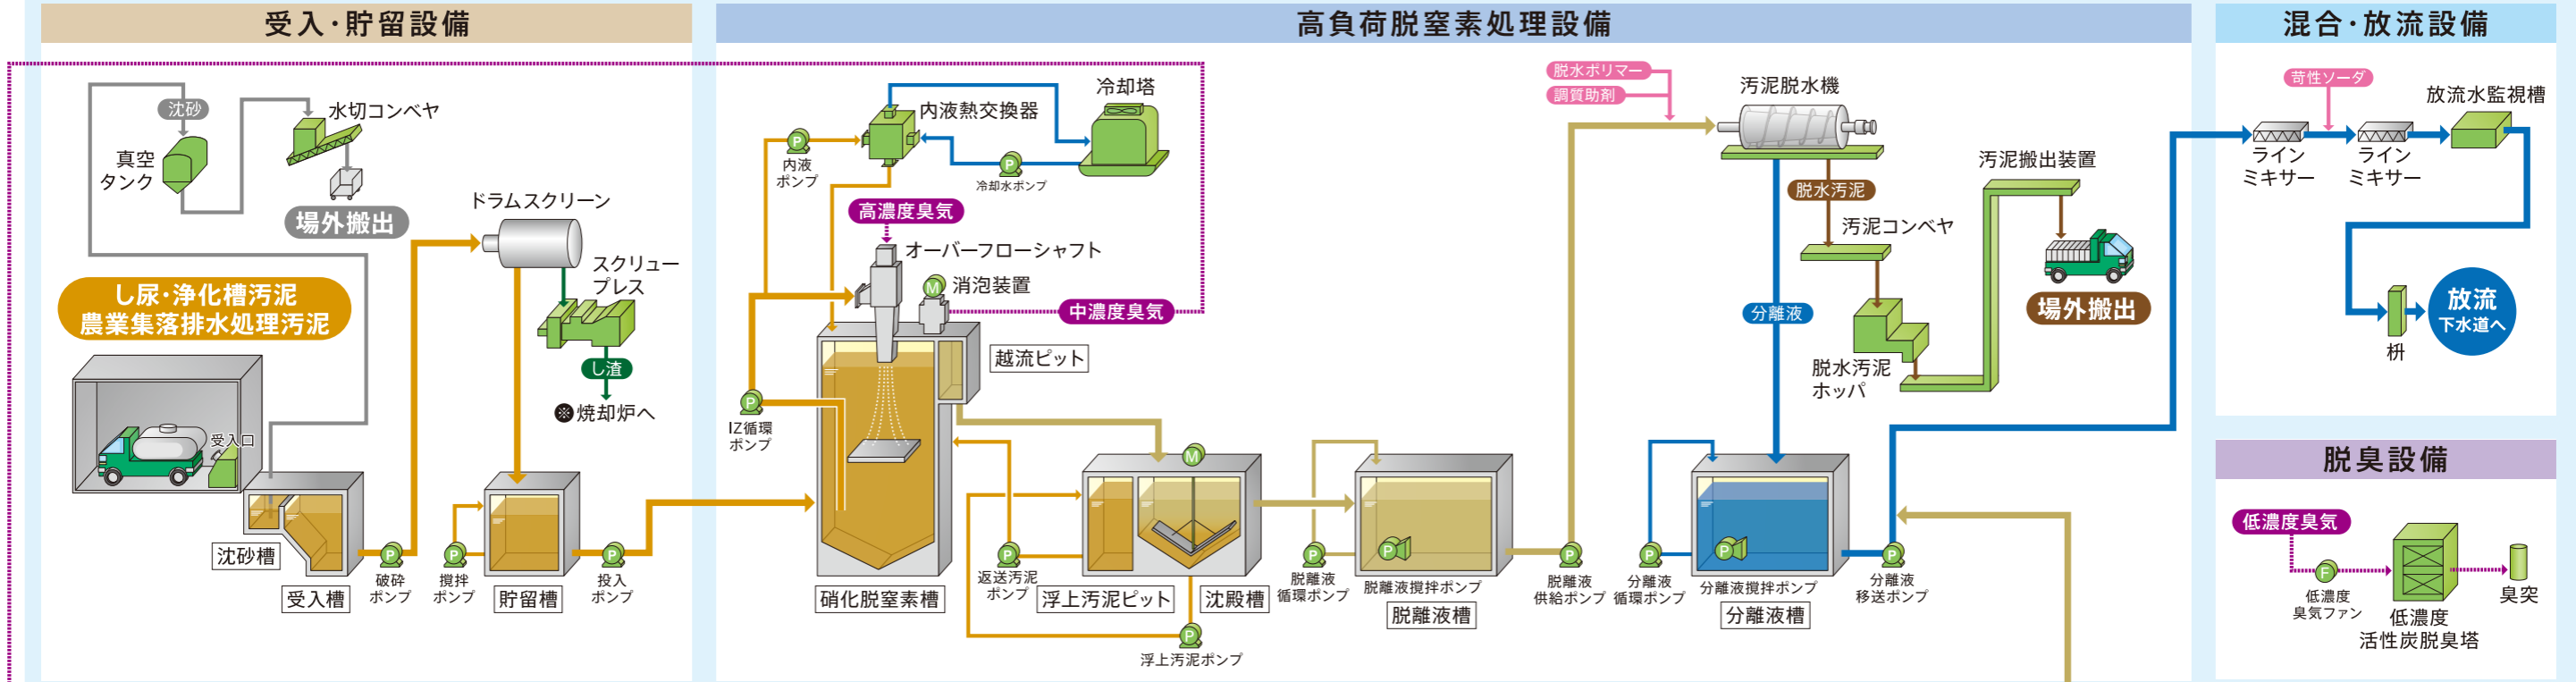 受入･貯留設備
沈砂
水切コンベヤ
真空
タンク
場外搬出
し尿･浄化槽汚泥
農業集落排水処理汚泥
受入口
沈砂槽
受入槽
破砕
ポンプ
ドラムスクリーン
スクリュー
プレス
し渣
焼却炉へ
撹拌
ポンプ
貯留槽
投入
ポンプ
高負荷脱窒素処理設備
内液
ポンプ
内液熱交換器
冷却塔
冷却水ポンプ
高濃度臭気
オーバーフローシャフト
消泡装置
M
中濃度臭気
越流ピット
IZ循環
ポンプ
硝化脱窒素槽
返送汚泥
ポンプ
浮上汚泥ピット
沈殿槽
M
浮上汚泥ポンプ
脱離液
循環ポンプ
脱離液撹拌ポンプ
脱離液槽
脱離液
供給ポンプ
脱水ポリマー
調質助剤
汚泥脱水機
脱水汚泥
分離液
汚泥コンベヤ
脱水汚泥
ホッパ
汚泥搬出装置
場外搬出
分離液
循環ポンプ
分離液撹拌ポンプ
分離液槽
分離液
移送ポンプ
P
P
P
P
P
P
P
P
P
P
P
P
P
P
混合･放流設備
苛性ソーダ
ライン
ミキサー
ライン
ミキサー
放流水監視槽
枡
放流
下水道へ
脱臭設備
低濃度臭気
F
低濃度
臭気ファン
低濃度
活性炭脱臭塔
臭突